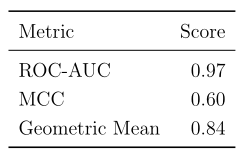 Metric Score
ROC-AUC 0.97
MCC 0.60
Geometric Mean 0.84